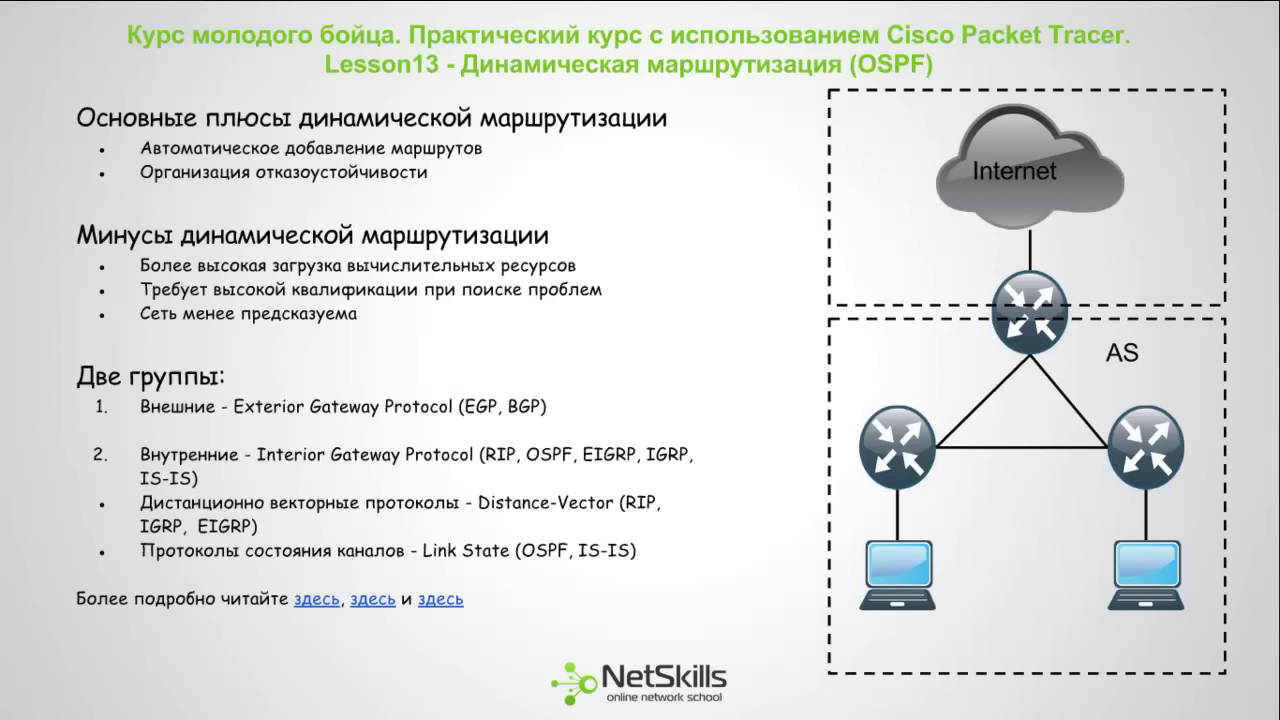 Курс молодого бойца. Практический курс с использованием Cisco Packet Tracer.
Lesson13 - Динамическая маршрутизация (OSPF)
Основные плюсы динамической маршрутизации
• Автоматическое добавление маршрутов
• Организация отказоустойчивости
Минусы динамической маршрутизации
• Более высокая загрузка вычислительных ресурсов
• Требует высокой квалификации при поиске проблем
• Сеть менее предсказуема
Две группы:
1. Внешние - Exterior Gateway Protocol (EGP, BGP)
2. Внутренние - Interior Gateway Protocol (RIP, OSPF, EIGRP, IGRP,
IS-IS)
• Дистанционно векторные протоколы - Distance-Vector (RIP,
IGRP, EIGRP)
• Протоколы состояния каналов - Link State (OSPF, IS-IS)
Более подробно читайте здесь, здесь и здесь
Internet
AS
NetSkills
online network school